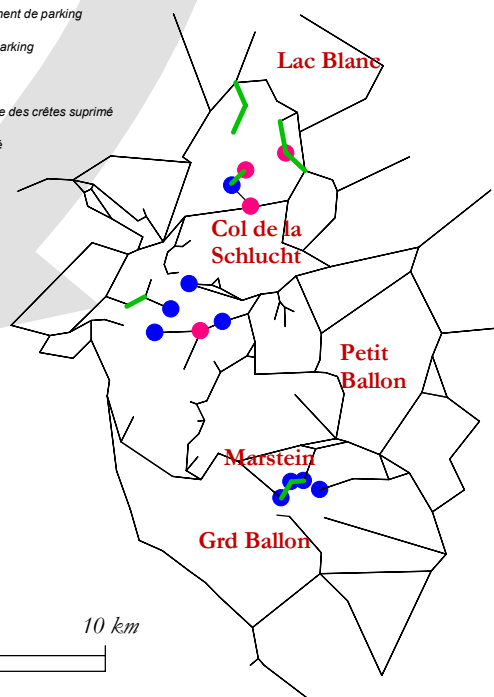 ment de parking
arking
e des crêtes suprimé
é
Lac Blanc
Col de la
Schlucht
Petit
Ballon
Marstein
Grd Ballon
10 km